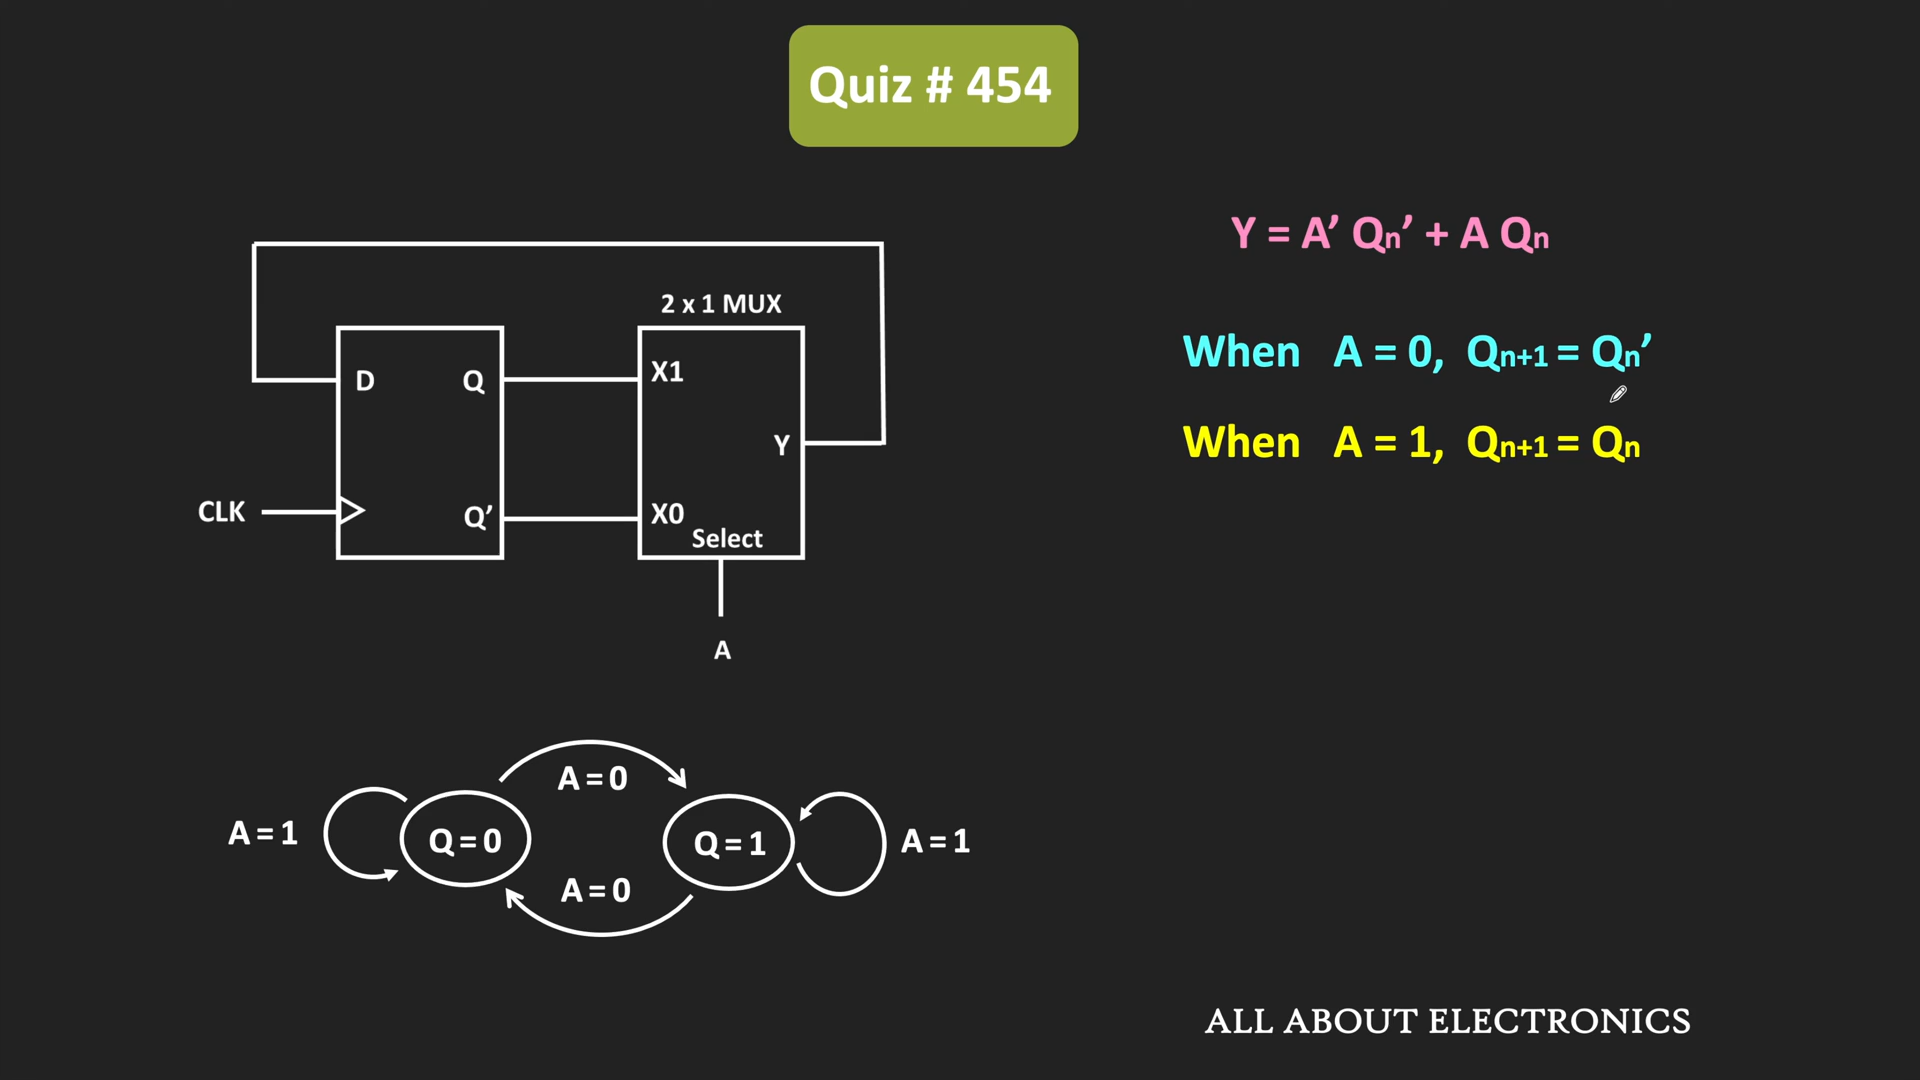 Quiz # 454
Y = A’ Qn’ + A Qn
2 x 1 MUX
When A = 0, Qn+1 = Qn’
D Q X1
When A = 1, Qn+1 = Qn
Y
CLK Q’ X0
Select
A
A = 0
A = 1 Q = 0 Q = 1 A = 1
A = 0
ALL ABOUT ELECTRONICS